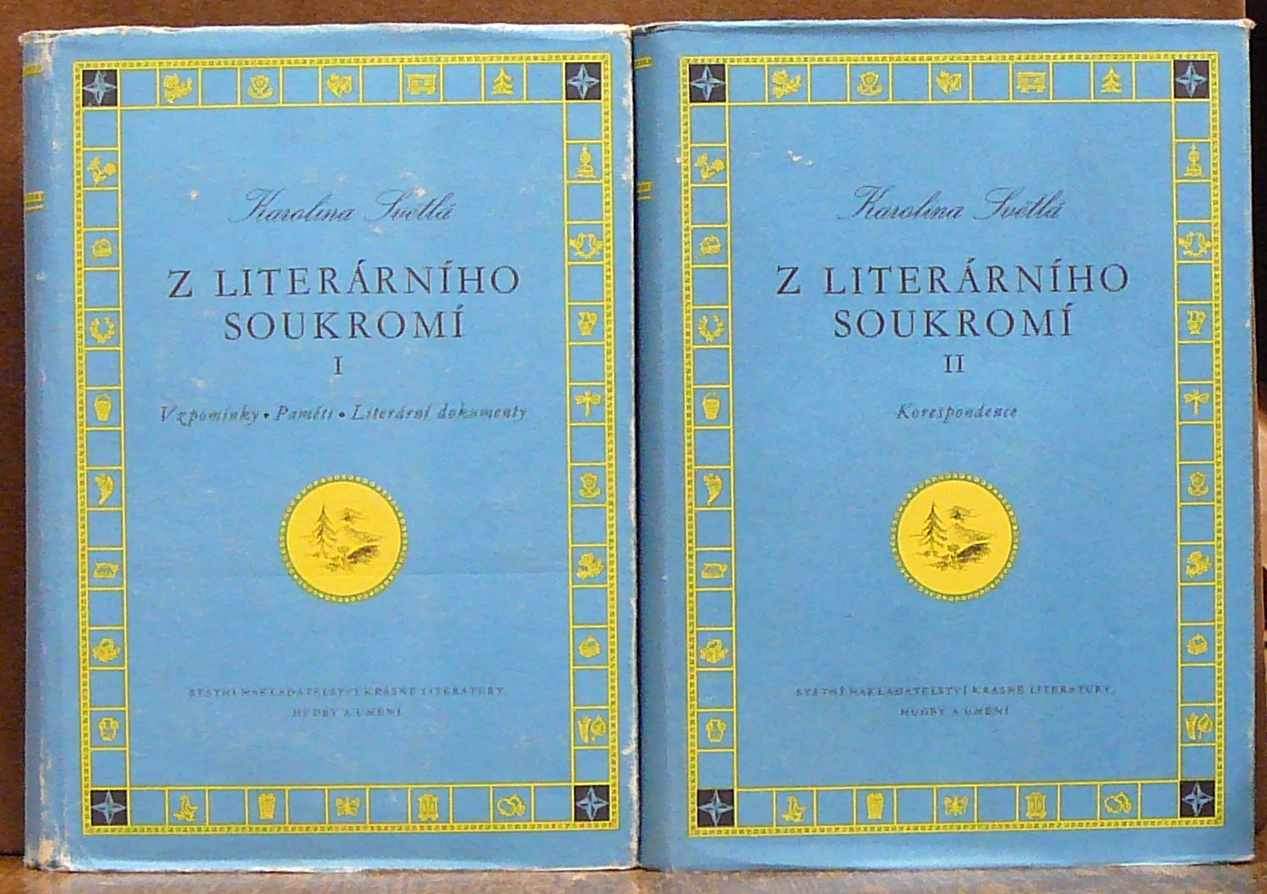 Karolina Světlá
Z LITERÁRNÍHO
SOUKROMÍ
I
Vzpomínky • Paměti • Literární dokumenty
STÁTNÍ NAKLADATELSTVÍ KRÁSNÉ LITERATURY,
HUDBY A UMĚNÍ
Karolina Světlá
Z LITERÁRNÍHO
SOUKROMÍ
II
Korespondence
STÁTNÍ NAKLADATELSTVÍ KRÁSNÉ LITERATURY,
HUDBY A UMĚNÍ